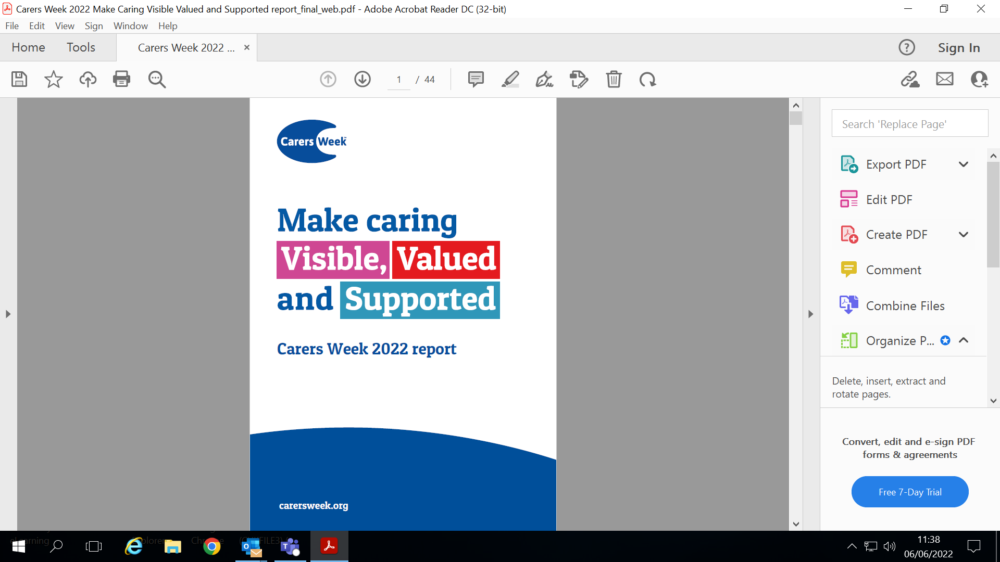 Carers Week 2022 Make Caring Visible Valued and Supported report_final_web.pdf - Adobe Acrobat Reader DC (32-bit)
File Edit View Sign Window Help
Home Tools Carers Week 2022 ... × ? Sign In
1 / 44
Carers Week™
Make caring
Visible, Valued
and Supported
Carers Week 2022 report
carersweek.org
Search 'Replace Page'
Export PDF
Edit PDF
Create PDF
Comment
Combine Files
Organize P...
Delete, insert, extract and
rotate pages.
Convert, edit and e-sign PDF
forms & agreements
Free 7-Day Trial
11:38
06/06/2022